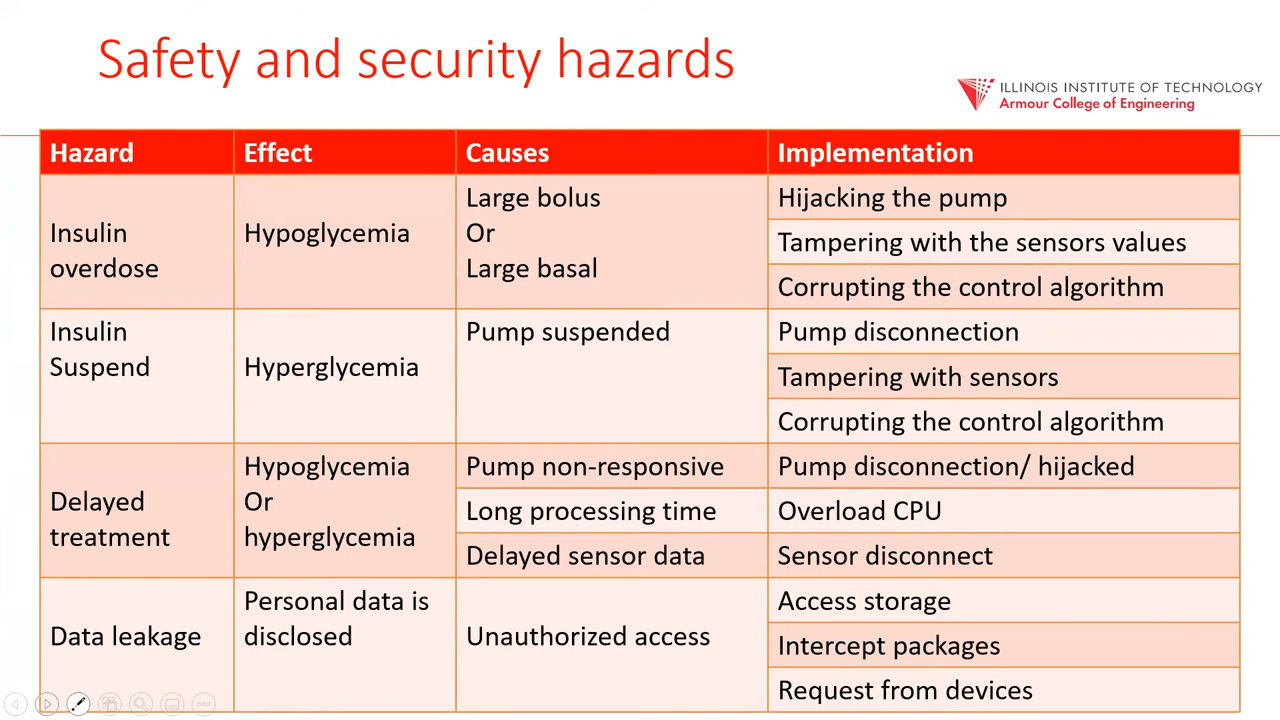 Safety and security hazards
ILLINOIS INSTITUTE OF TECHNOLOGY
Armour College of Engineering
Hazard
Effect
Causes
Implementation
Insulin
overdose
Hypoglycemia
Large bolus
Or
Large basal
Hijacking the pump
Tampering with the sensors values
Corrupting the control algorithm
Insulin
Suspend
Hyperglycemia
Pump suspended
Pump disconnection
Tampering with sensors
Corrupting the control algorithm
Delayed
treatment
Hypoglycemia
Or
hyperglycemia
Pump non-responsive
Pump disconnection/ hijacked
Long processing time
Overload CPU
Delayed sensor data
Sensor disconnect
Data leakage
Personal data is
disclosed
Unauthorized access
Access storage
Intercept packages
Request from devices